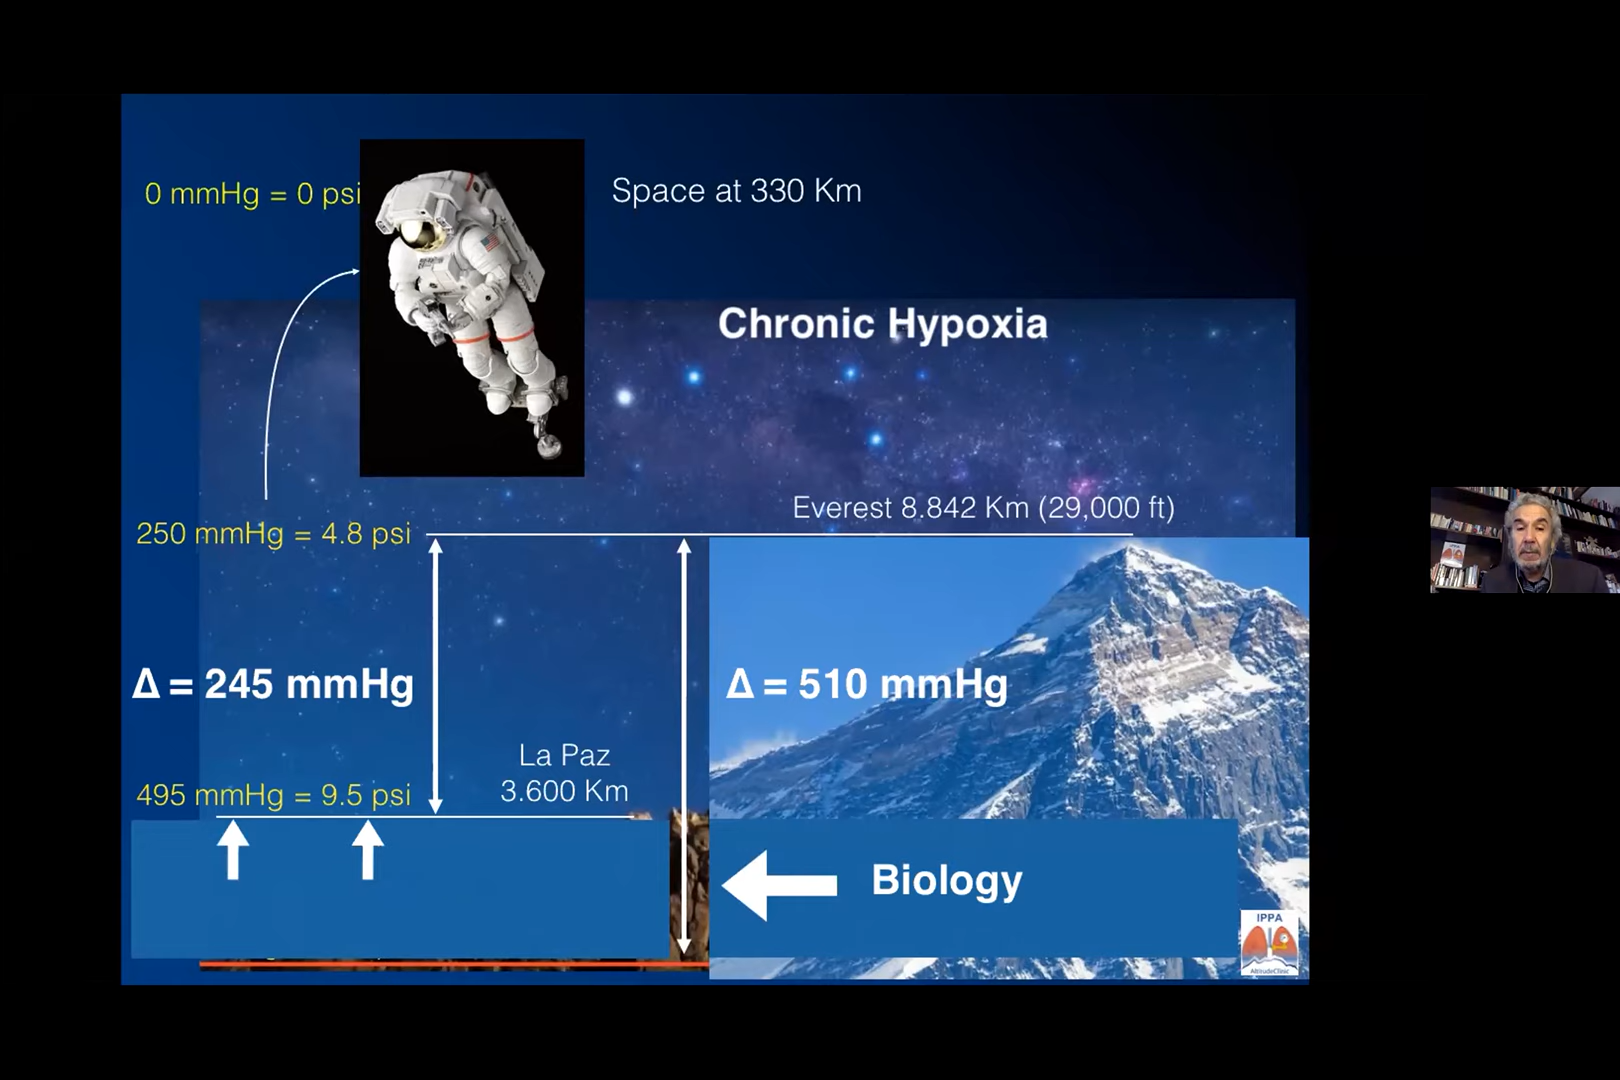 0 mmHg = 0 psi
Space at 330 Km
Chronic Hypoxia
Everest 8.842 Km (29,000 ft)
250 mmHg = 4.8 psi
Δ = 245 mmHg
Δ = 510 mmHg
La Paz
3.600 Km
495 mmHg = 9.5 psi
Biology
IPPA
AltitudeClinic